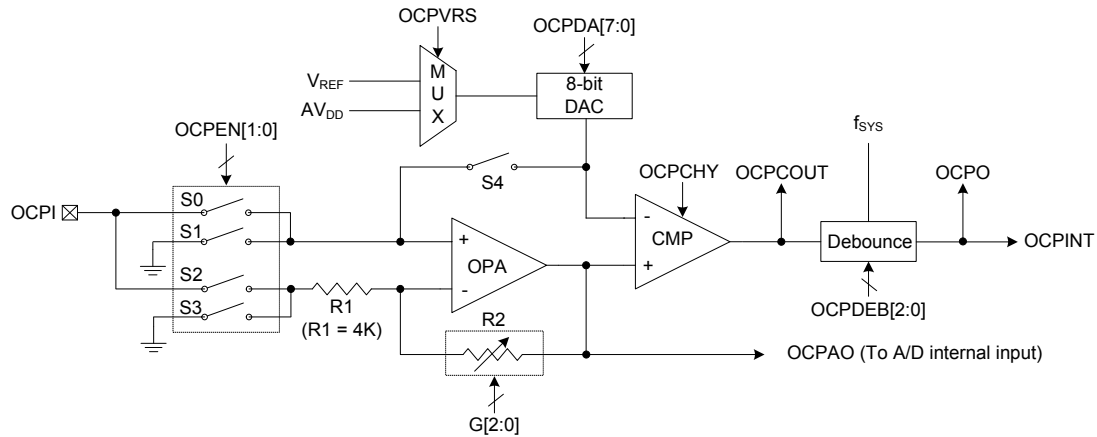 OCPVRS
OCPDA[7:0]
VREF
AVDD
M
U
X
8-bit
DAC
OCPEN[1:0]
fSYS
S4
OCPCHY
OCPCOUT
OCPO
OCPI
S0
S1
S2
S3
+
-
OPA
-
+
CMP
Debounce
OCPINT
R1
(R1 = 4K)
R2
OCPDEB[2:0]
OCPAO (To A/D internal input)
G[2:0]